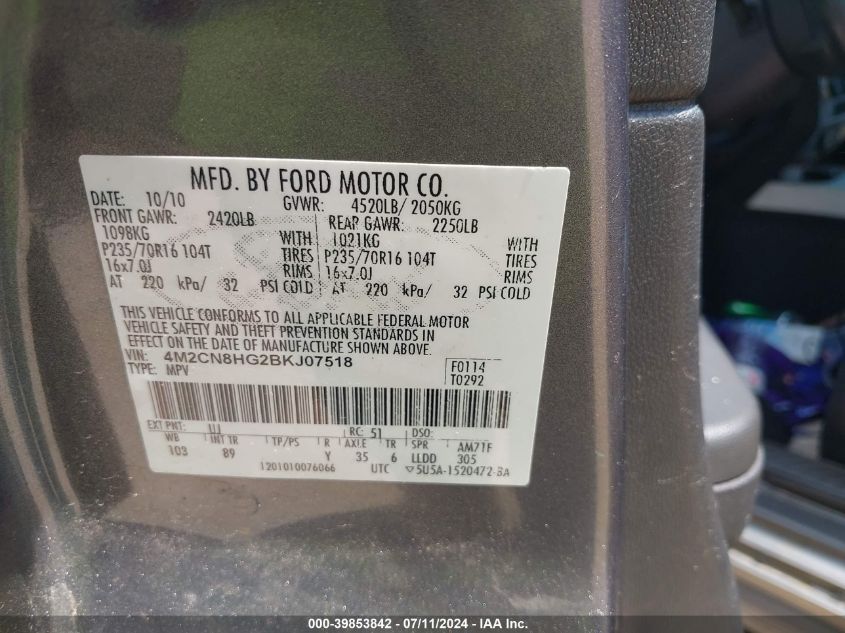 MFD. BY FORD MOTOR CO.
DATE: 10/10 GVWR: 4520LB/ 2050KG
FRONT GAWR: 2420LB REAR GAWR: 2250LB
1098KG WITH 1021KG WITH
P235/70R16 104T TIRES P235/70R16 104T TIRES
16x7.0J RIMS 16x7.0J RIMS
AT 220 kPa/ 32 PSI COLD AT 220 kPa/ 32 PSI COLD
THIS VEHICLE CONFORMS TO ALL APPLICABLE FEDERAL MOTOR
VEHICLE SAFETY AND THEFT PREVENTION STANDARDS IN
EFFECT ON THE DATE OF MANUFACTURE SHOWN ABOVE.
VIN: 4M2CN8HG2BKJ07518 F0114
TYPE: MPV T0292
EXT PNT: UJ RC: 51 DSO:
WB INT TR TP/PS R AXLE TR SPR AM71F
103 89 Y 35 6 LLDD 305
1201010076066 UTC ▽5U5A-1520472-BA
000-39853842 - 07/11/2024 - IAA Inc.